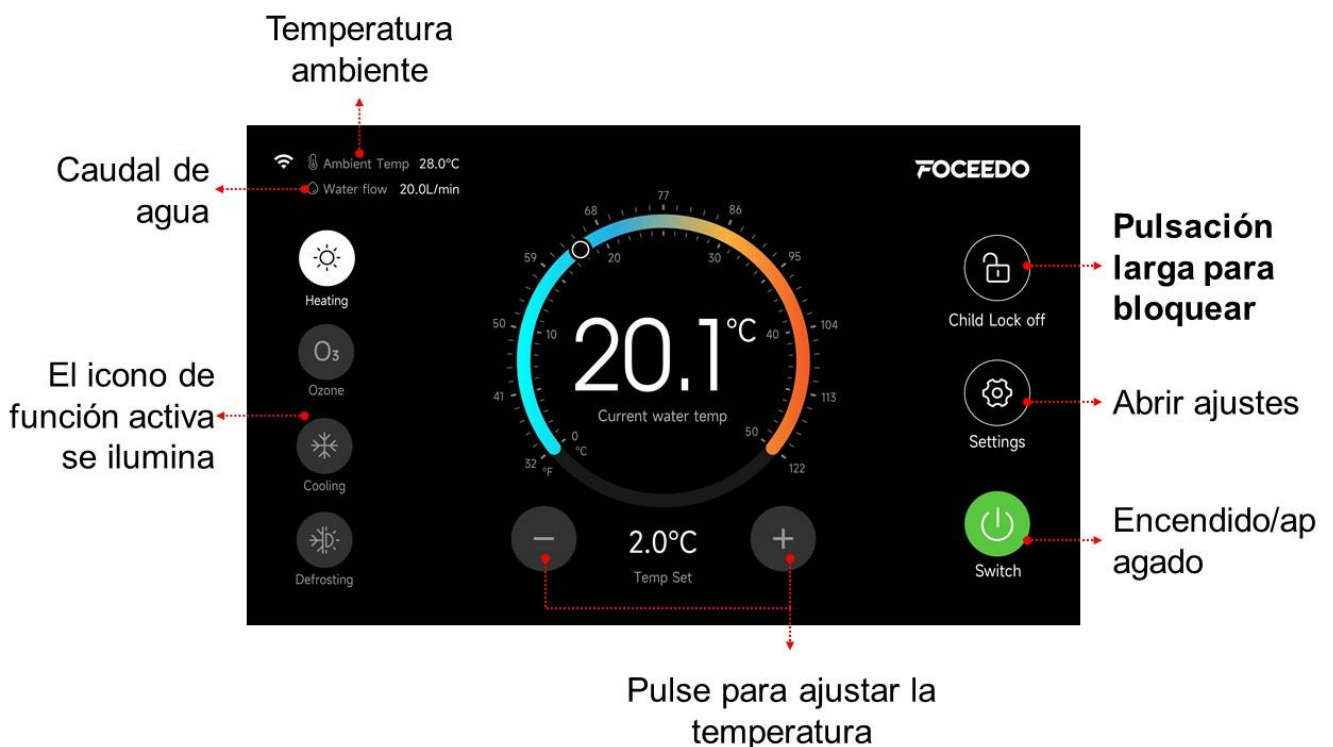 Temperatura
ambiente
Caudal de
agua
Ambient Temp 28.0°C
Water flow 20.0L/min
FOCEEDO
Heating
O₃
Ozone
El icono de
función activa
se ilumina
Cooling
Defrosting
77
68
86
59
20
30
95
50
10
40
104
41
113
0
50
°C
32
°F
122
20.1°C
Current water temp
2.0°C
Temp Set
Child Lock off
Pulsación
larga para
bloquear
Settings
Abrir ajustes
Switch
Encendido/ap
agado
Pulse para ajustar la
temperatura